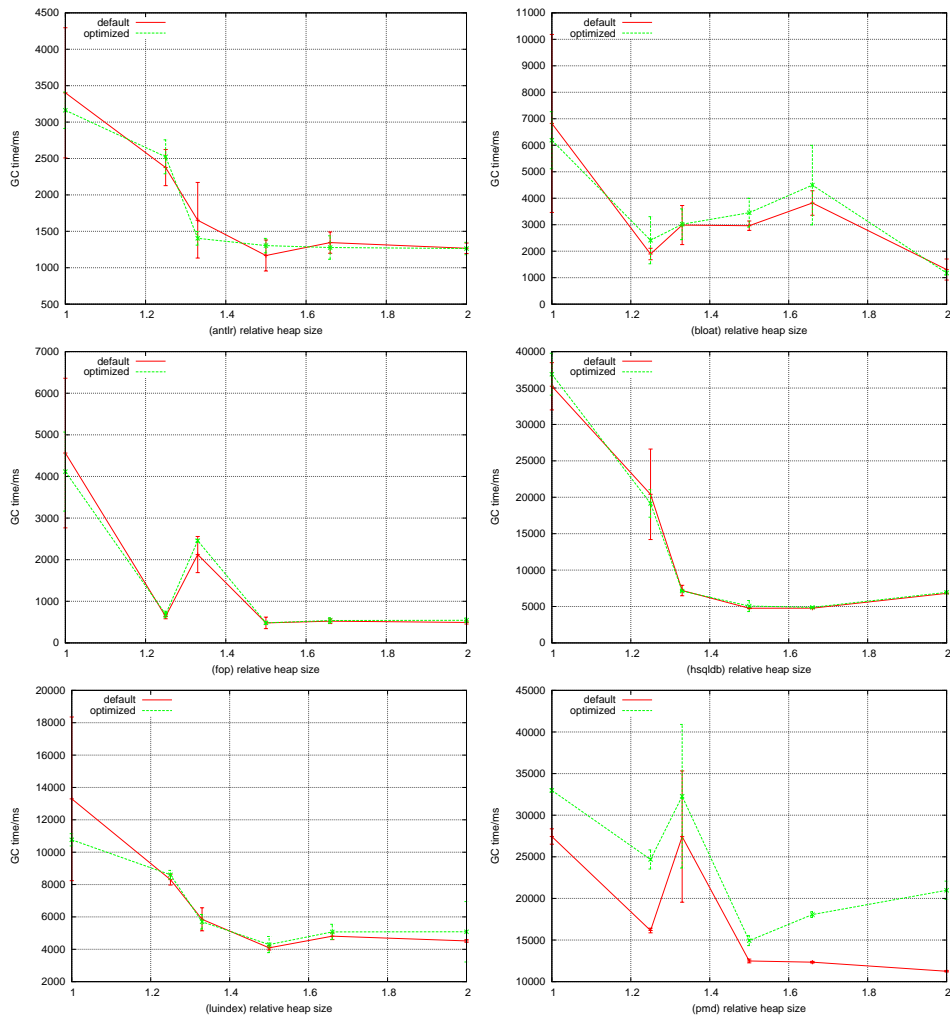 4500
4000
3500
3000
2500
2000
1500
1000
500
GC time/ms
default
optimized
1 1.2 1.4 1.6 1.8 2
(antlr) relative heap size
11000
10000
9000
8000
7000
6000
5000
4000
3000
2000
1000
0
GC time/ms
default
optimized
1 1.2 1.4 1.6 1.8 2
(bloat) relative heap size
7000
6000
5000
4000
3000
2000
1000
0
GC time/ms
default
optimized
1 1.2 1.4 1.6 1.8 2
(fop) relative heap size
40000
35000
30000
25000
20000
15000
10000
5000
0
GC time/ms
default
optimized
1 1.2 1.4 1.6 1.8 2
(hsqldb) relative heap size
20000
18000
16000
14000
12000
10000
8000
6000
4000
2000
GC time/ms
default
optimized
1 1.2 1.4 1.6 1.8 2
(luindex) relative heap size
45000
40000
35000
30000
25000
20000
15000
10000
GC time/ms
default
optimized
1 1.2 1.4 1.6 1.8 2
(pmd) relative heap size